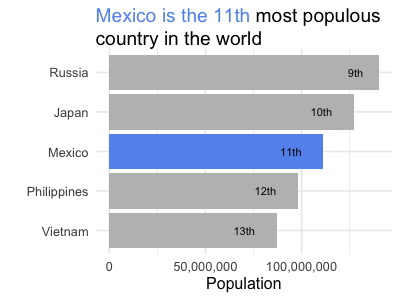 Mexico is the 11th most populous
country in the world
Russia
9th
Japan
10th
Mexico
11th
Philippines
12th
Vietnam
13th
0
50,000,000
100,000,000
Population